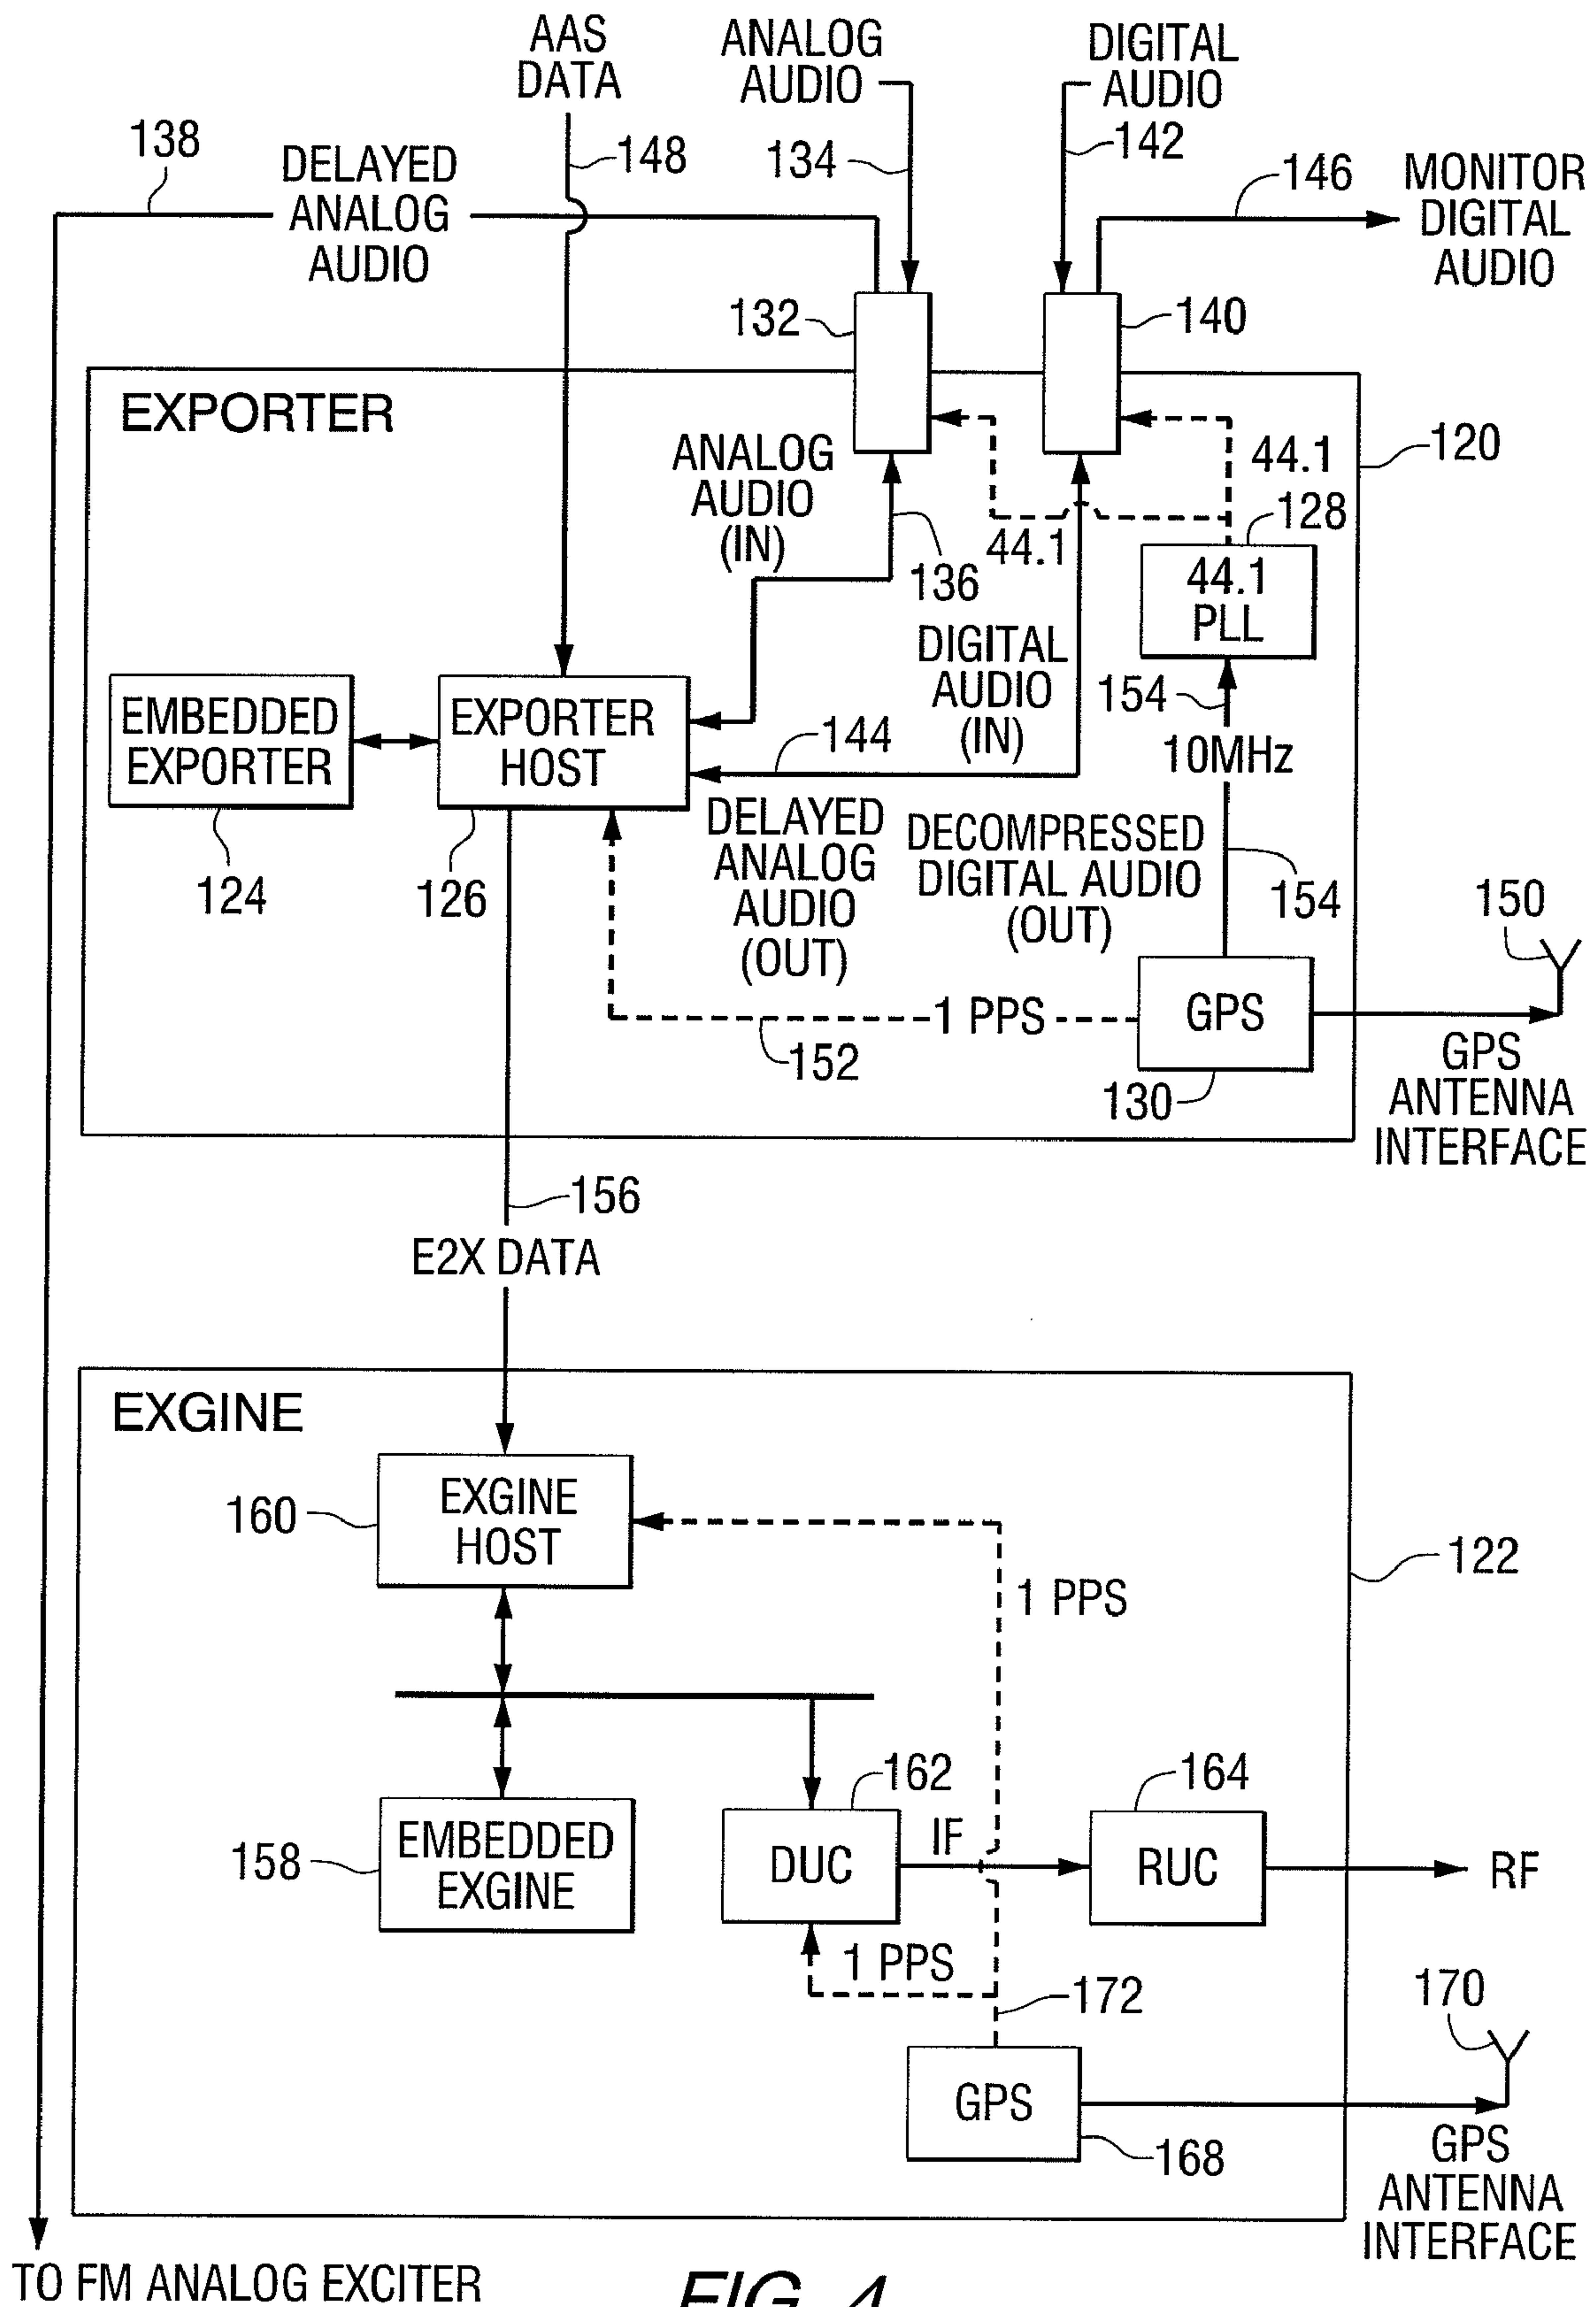 AAS
DATA
ANALOG
AUDIO
DIGITAL
AUDIO
138
DELAYED
ANALOG
AUDIO
148
134
142
146
MONITOR
DIGITAL
AUDIO
132
140
EXPORTER
120
ANALOG
AUDIO
(IN)
44.1
44.1
128
136
44.1
PLL
DIGITAL
AUDIO
(IN)
154
10MHz
EMBEDDED
EXPORTER
EXPORTER
HOST
144
124
126
DELAYED
ANALOG
AUDIO
(OUT)
DECOMPRESSED
DIGITAL AUDIO
(OUT)
154
150
1 PPS
GPS
152
130
GPS
ANTENNA
INTERFACE
156
E2X DATA
EXGINE
160
EXGINE
HOST
122
1 PPS
162
164
158
EMBEDDED
EXGINE
DUC
IF
RUC
RF
1 PPS
172
170
GPS
168
GPS
ANTENNA
INTERFACE
TO FM ANALOG EXCITER
FIG. 4